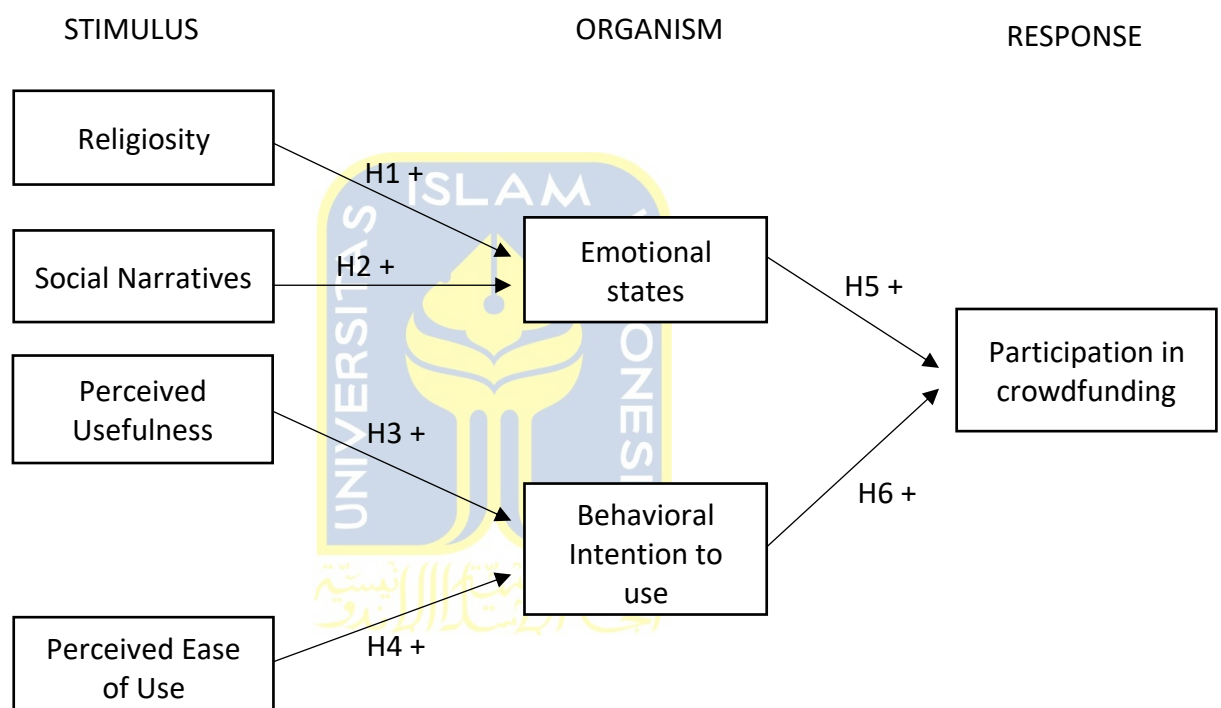 STIMULUS
ORGANISM
RESPONSE
Religiosity
H1 +
Social Narratives
H2 +
Emotional
states
H5 +
Participation in
crowdfunding
Perceived
Usefulness
H3 +
Behavioral
Intention to
use
H6 +
Perceived Ease
of Use
H4 +
UNIVERSITAS
ISLAM